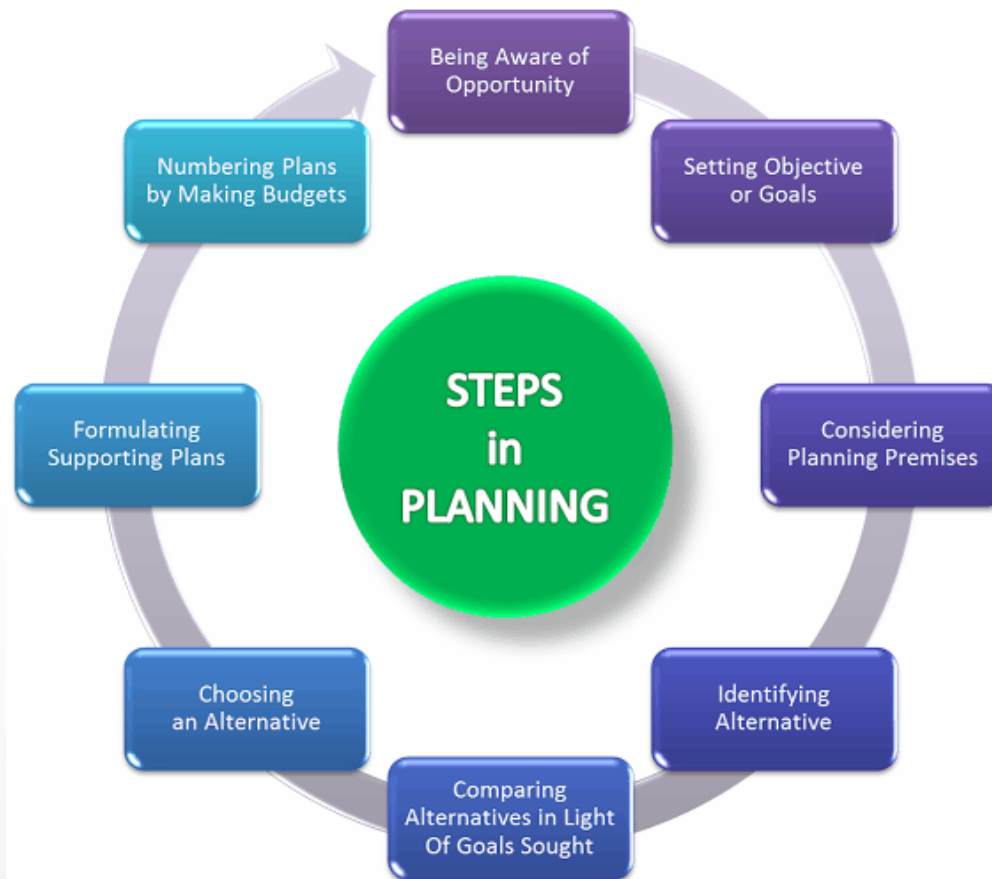 Being Aware of
Opportunity
Setting Objective
or Goals
Considering
Planning Premises
Identifying
Alternative
Comparing
Alternatives in Light
Of Goals Sought
Choosing
an Alternative
Formulating
Supporting Plans
Numbering Plans
by Making Budgets
STEPS
in
PLANNING